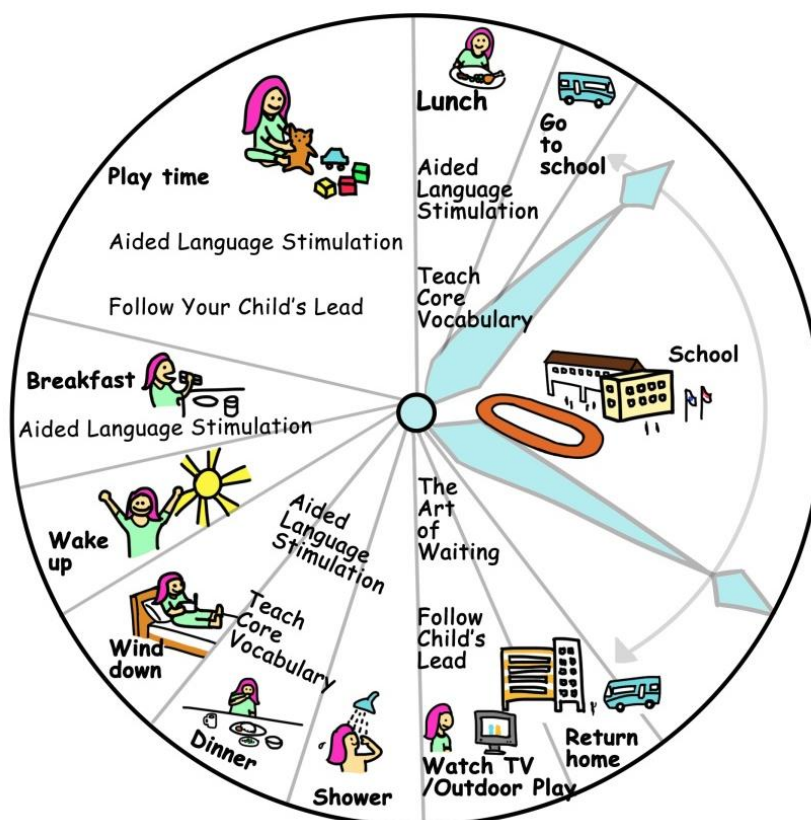 Lunch
Aided
Language
Stimulation
Teach
Core
Vocabulary
Go
to
school
School
Return
home
The
Art
of
Waiting
Follow
Child's
Lead
Watch TV
/Outdoor Play
Shower
Aided
Language
Stimulation
Teach
Core
Vocabulary
Dinner
Wind
down
Wake
up
Breakfast
Aided Language Stimulation
Play time
Aided Language Stimulation
Follow Your Child's Lead